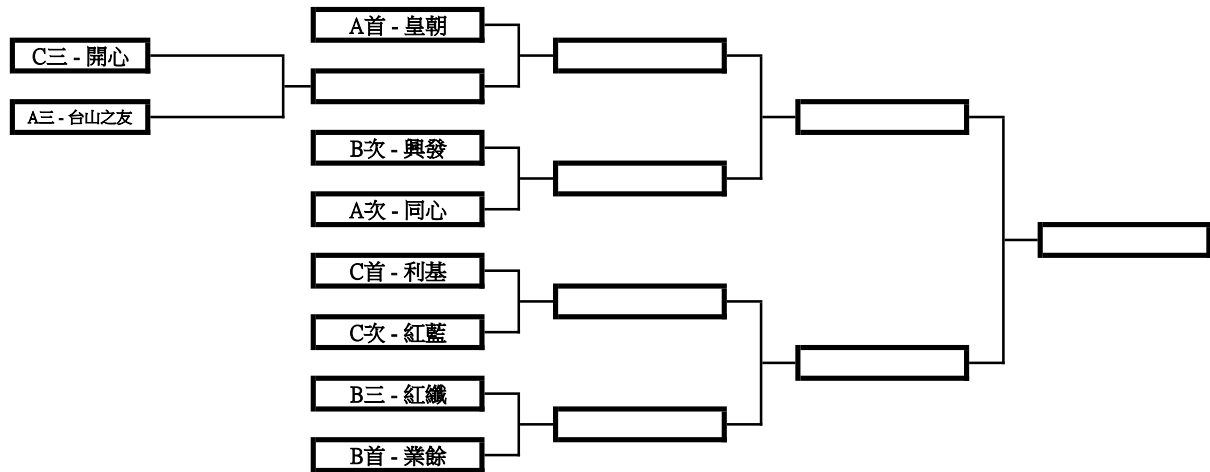 A首 - 皇朝
C三 - 開心
A三 - 台山之友
B次 - 興發
A次 - 同心
C首 - 利基
C次 - 紅藍
B三 - 紅纖
B首 - 業餘